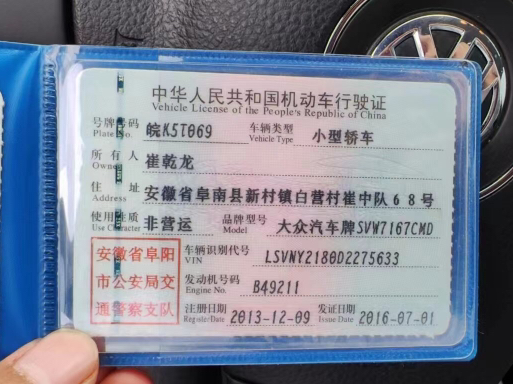 中华人民共和国机动车行驶证
Vehicle License of the People's Republic of China
号牌号码 Plate No. 皖K5T069 车辆类型 Vehicle Type 小型轿车
所有人 Owner 崔乾龙
住址 Address 安徽省阜南县新村镇白营村崔中队68号
使用性质 Use Character 非营运 品牌型号 Model 大众汽车牌SVW7167CMD
安徽省阜阳
市公安局交
通警察支队
车辆识别代号 VIN LSVNY2180D2275633
发动机号码 Engine No. B49211
注册日期 Register Date 2013-12-09 发证日期 Issue Date 2016-07-01